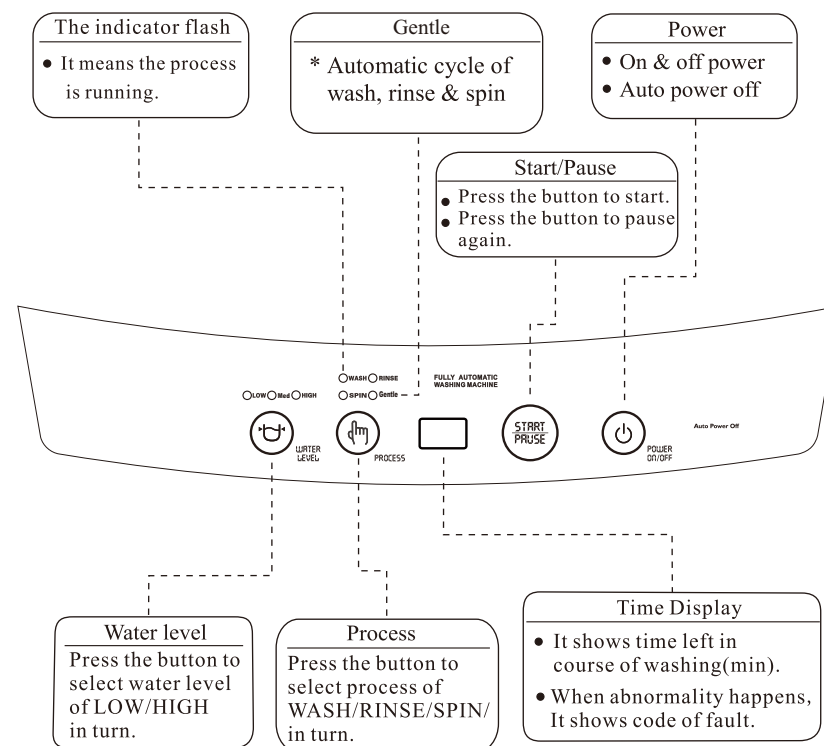 The indicator flash
• It means the process
is running.
Gentle
* Automatic cycle of
wash, rinse & spin
Power
• On & off power
• Auto power off
Start/Pause
• Press the button to start.
• Press the button to pause
again.
WASH RINSE
SPIN Gentle
LOW Med HIGH
FULLY AUTOMATIC
WASHING MACHINE
WATER
LEVEL
PROCESS
START
PAUSE
POWER
ON/OFF
Auto Power Off
Water level
Press the button to
select water level
of LOW/HIGH
in turn.
Process
Press the button to
select process of
WASH/RINSE/SPIN/
in turn.
Time Display
• It shows time left in
course of washing(min).
• When abnormality happens,
It shows code of fault.